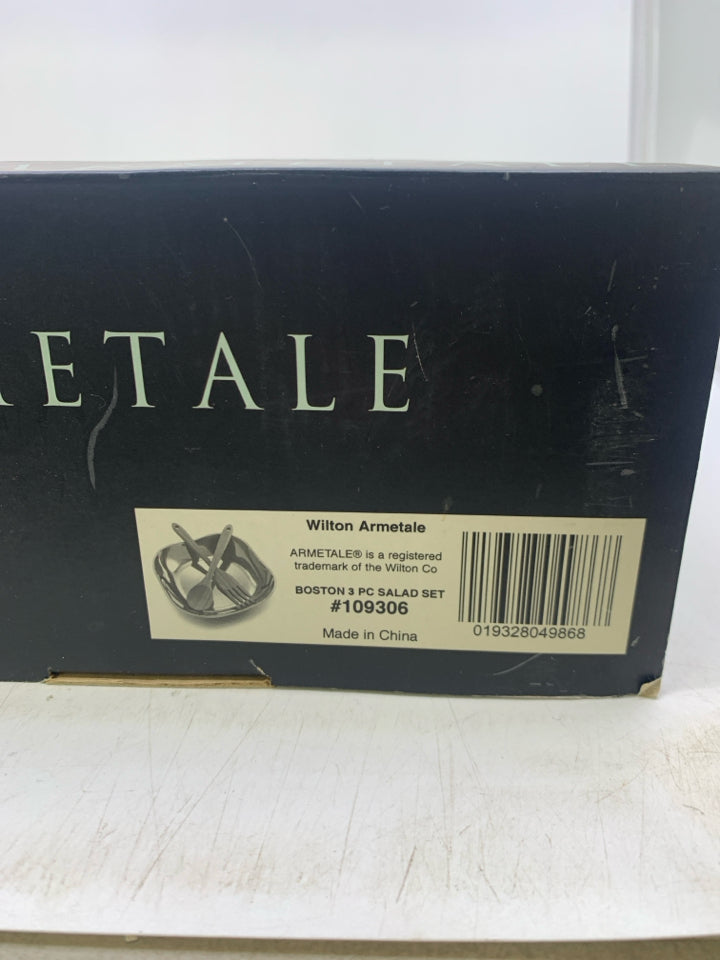 METALE
Wilton Armetale
ARMETALE® is a registered
trademark of the Wilton Co
BOSTON 3 PC SALAD SET
#109306
Made in China
019328049868